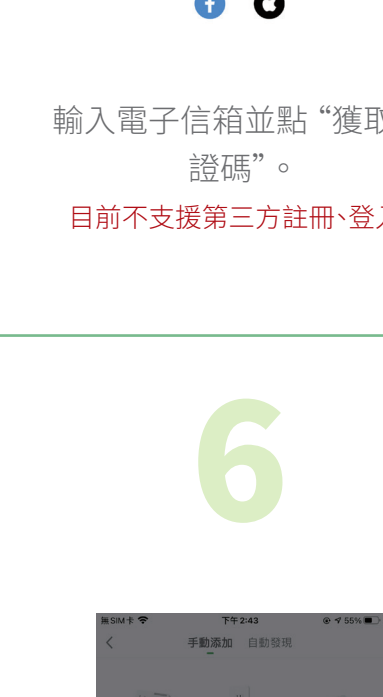 輸入電子信箱並點 “獲取
證碼”。
目前不支援第三方註冊、登入
6
無SIM卡 下午2:43 55%
手動添加 自動發現